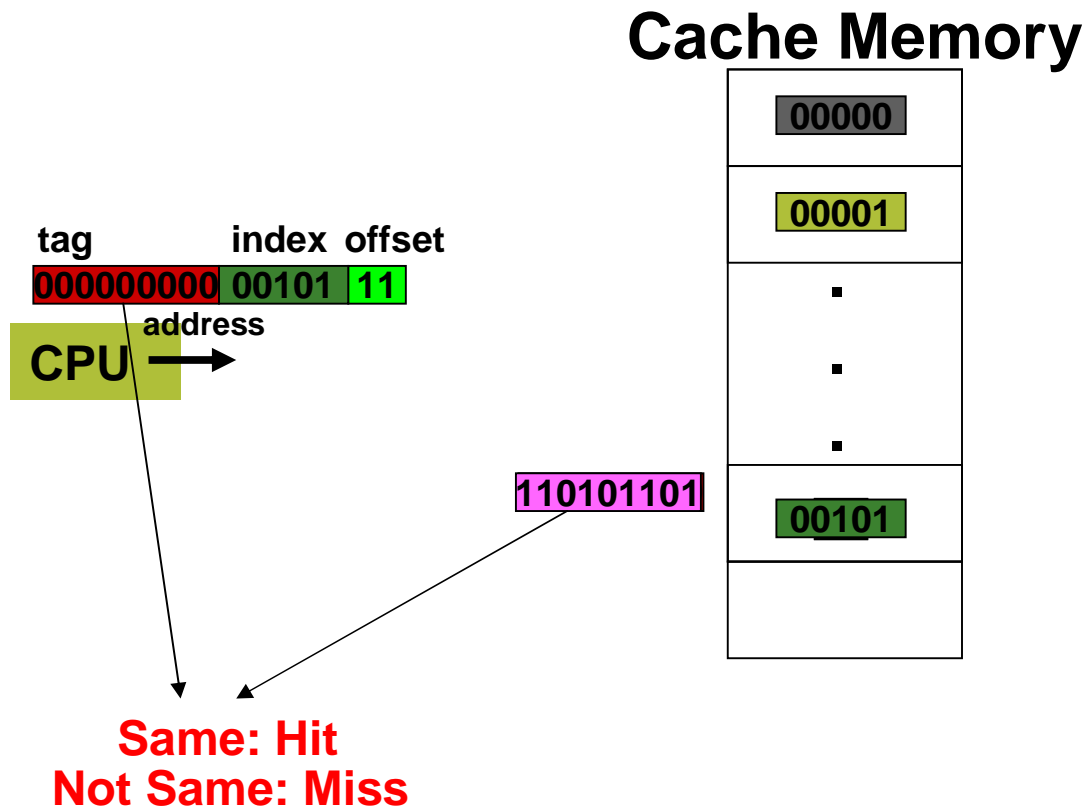 Cache Memory
00000
00001
tag index offset
000000000 00101 11
address
CPU
110101101
00101
Same: Hit
Not Same: Miss